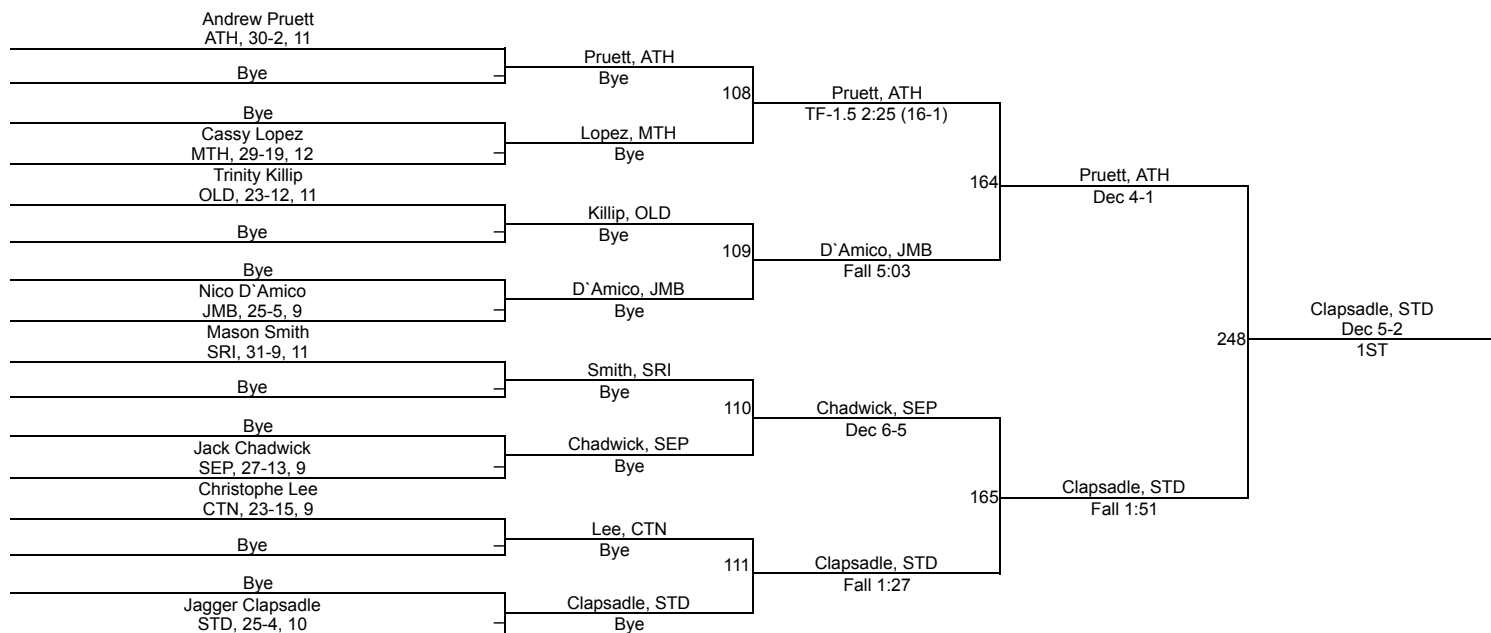 Andrew Pruett
ATH, 30-2, 11
Bye
Bye
Cassy Lopez
MTH, 29-19, 12
Trinity Killip
OLD, 23-12, 11
Bye
Bye
Nico D`Amico
JMB, 25-5, 9
Mason Smith
SRI, 31-9, 11
Bye
Bye
Jack Chadwick
SEP, 27-13, 9
Christophe Lee
CTN, 23-15, 9
Bye
Bye
Jagger Clapsadle
STD, 25-4, 10
Pruett, ATH
Bye
108
Lopez, MTH
Bye
Killip, OLD
Bye
109
D`Amico, JMB
Bye
Smith, SRI
Bye
110
Chadwick, SEP
Bye
Lee, CTN
Bye
111
Clapsadle, STD
Bye
Pruett, ATH
TF-1.5 2:25 (16-1)
164
D`Amico, JMB
Fall 5:03
Chadwick, SEP
Dec 6-5
165
Clapsadle, STD
Fall 1:27
Pruett, ATH
Dec 4-1
248
Clapsadle, STD
Fall 1:51
Clapsadle, STD
Dec 5-2
1ST